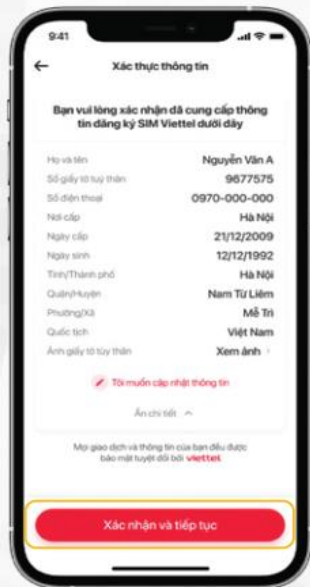 9:41
Xác thực thông tin
Bạn vui lòng xác nhận đã cung cấp thông
tin đăng ký SIM Viettel dưới đây
Họ và tên Nguyễn Văn A
Số giấy tờ tuỳ thân 9677575
Số điện thoại 0970-000-000
Nơi cấp Hà Nội
Ngày cấp 21/12/2009
Ngày sinh 12/12/1992
Tỉnh/Thành phố Hà Nội
Quận/Huyện Nam Từ Liêm
Phường/Xã Mễ Trì
Quốc tịch Việt Nam
Ảnh giấy tờ tùy thân Xem ảnh
Tôi muốn cập nhật thông tin
Ẩn chi tiết
Mọi giao dịch và thông tin của bạn đều được
bảo mật tuyệt đối bởi viettel
Xác nhận và tiếp tục